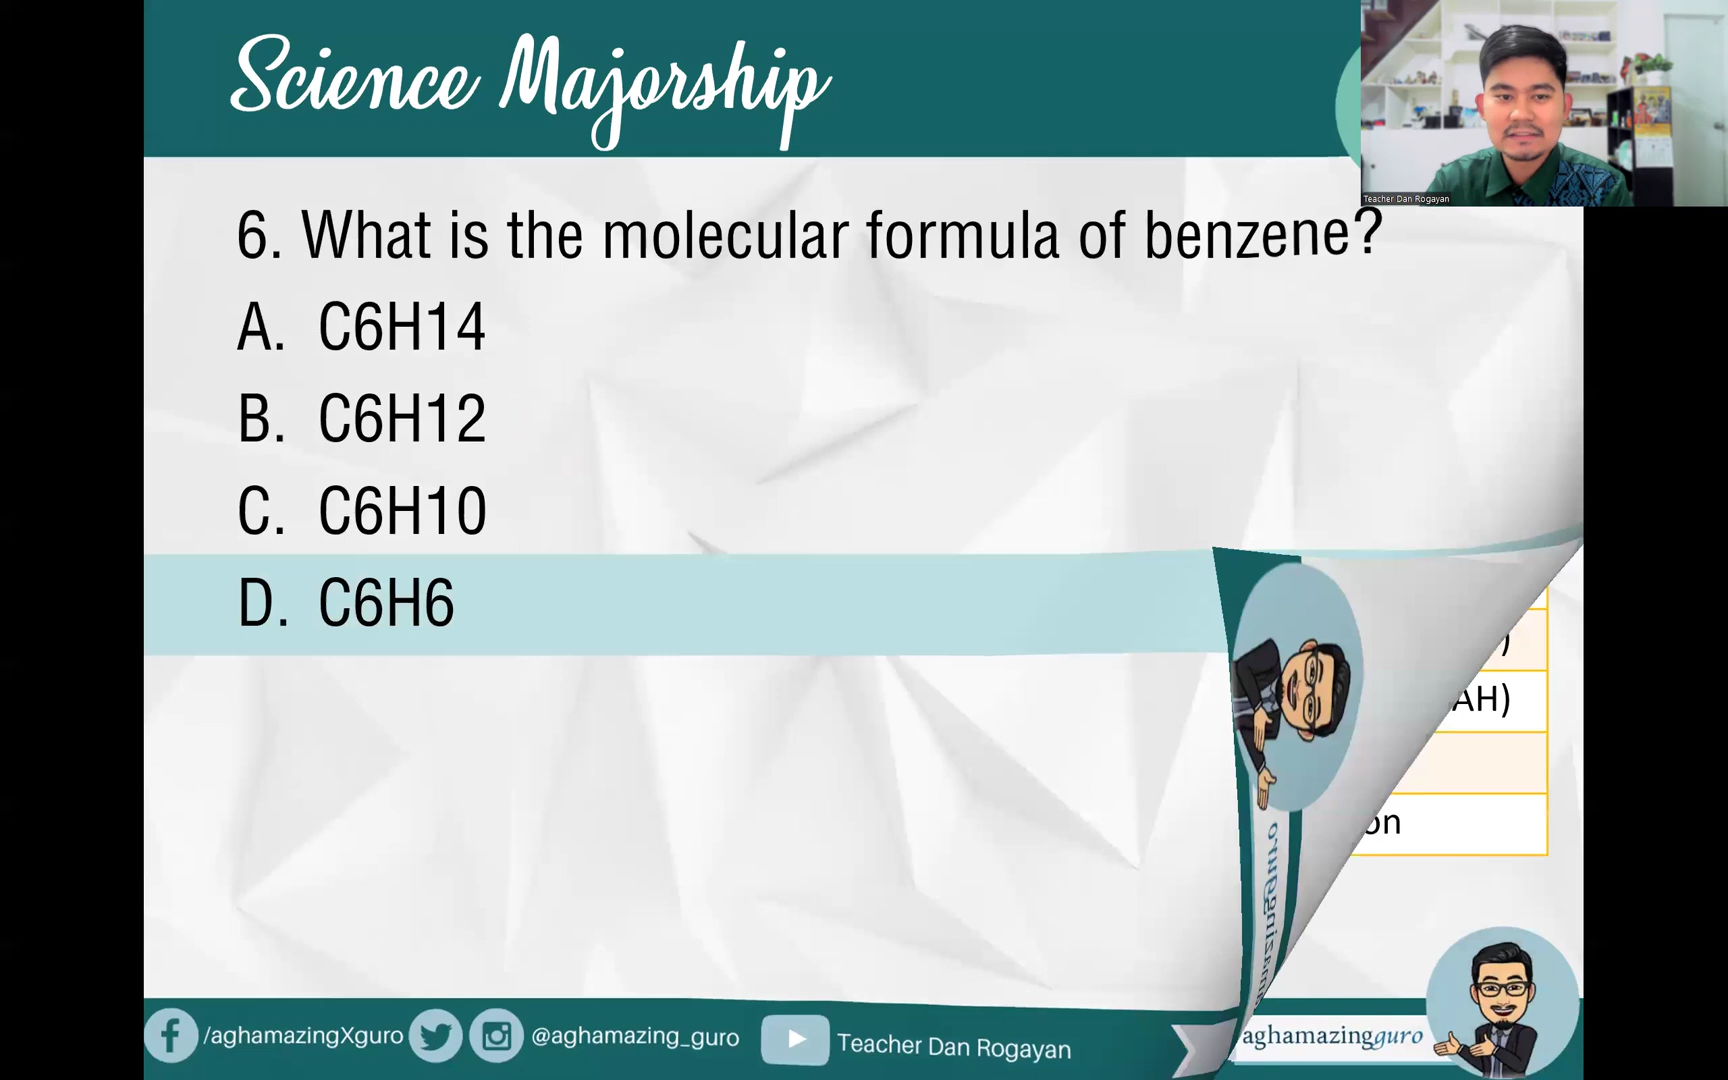 Science Majorship
Teacher Dan Rogayan
6. What is the molecular formula of benzene?
A. C6H14
B. C6H12
C. C6H10
D. C6H6
)
AH)
on
/aghamazingXguro
@aghamazing_guro
Teacher Dan Rogayan
aghamazingguro